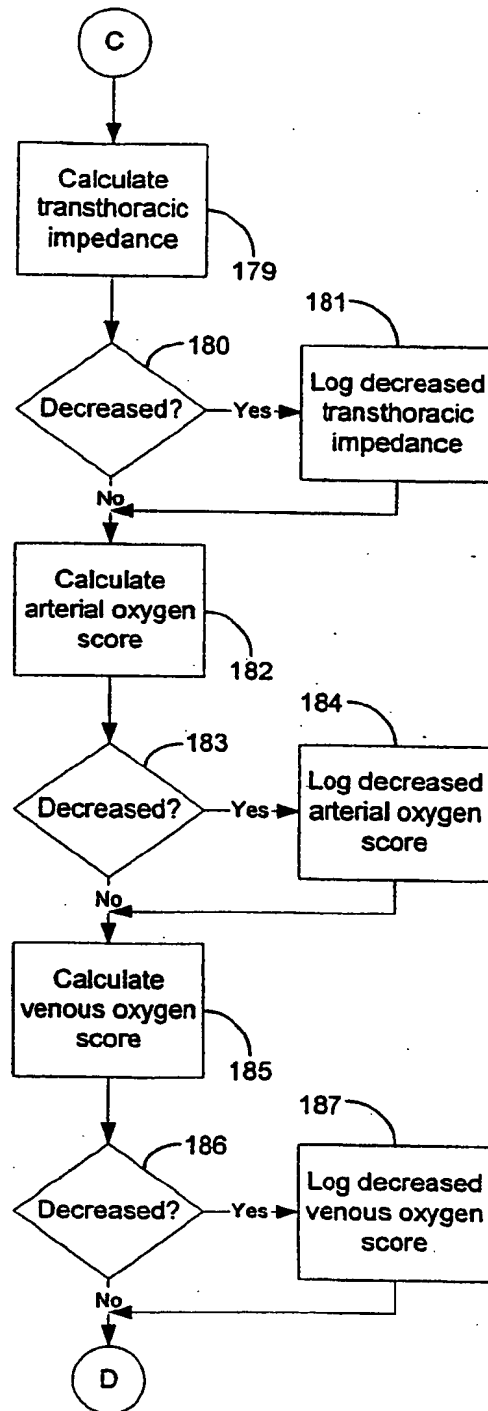 C
Calculate
transthoracic
impedance
179
180
181
Decreased?
Yes
Log decreased
transthoracic
impedance
No
Calculate
arterial oxygen
score
182
183
184
Decreased?
Yes
Log decreased
arterial oxygen
score
No
Calculate
venous oxygen
score
185
186
187
Decreased?
Yes
Log decreased
venous oxygen
score
No
D